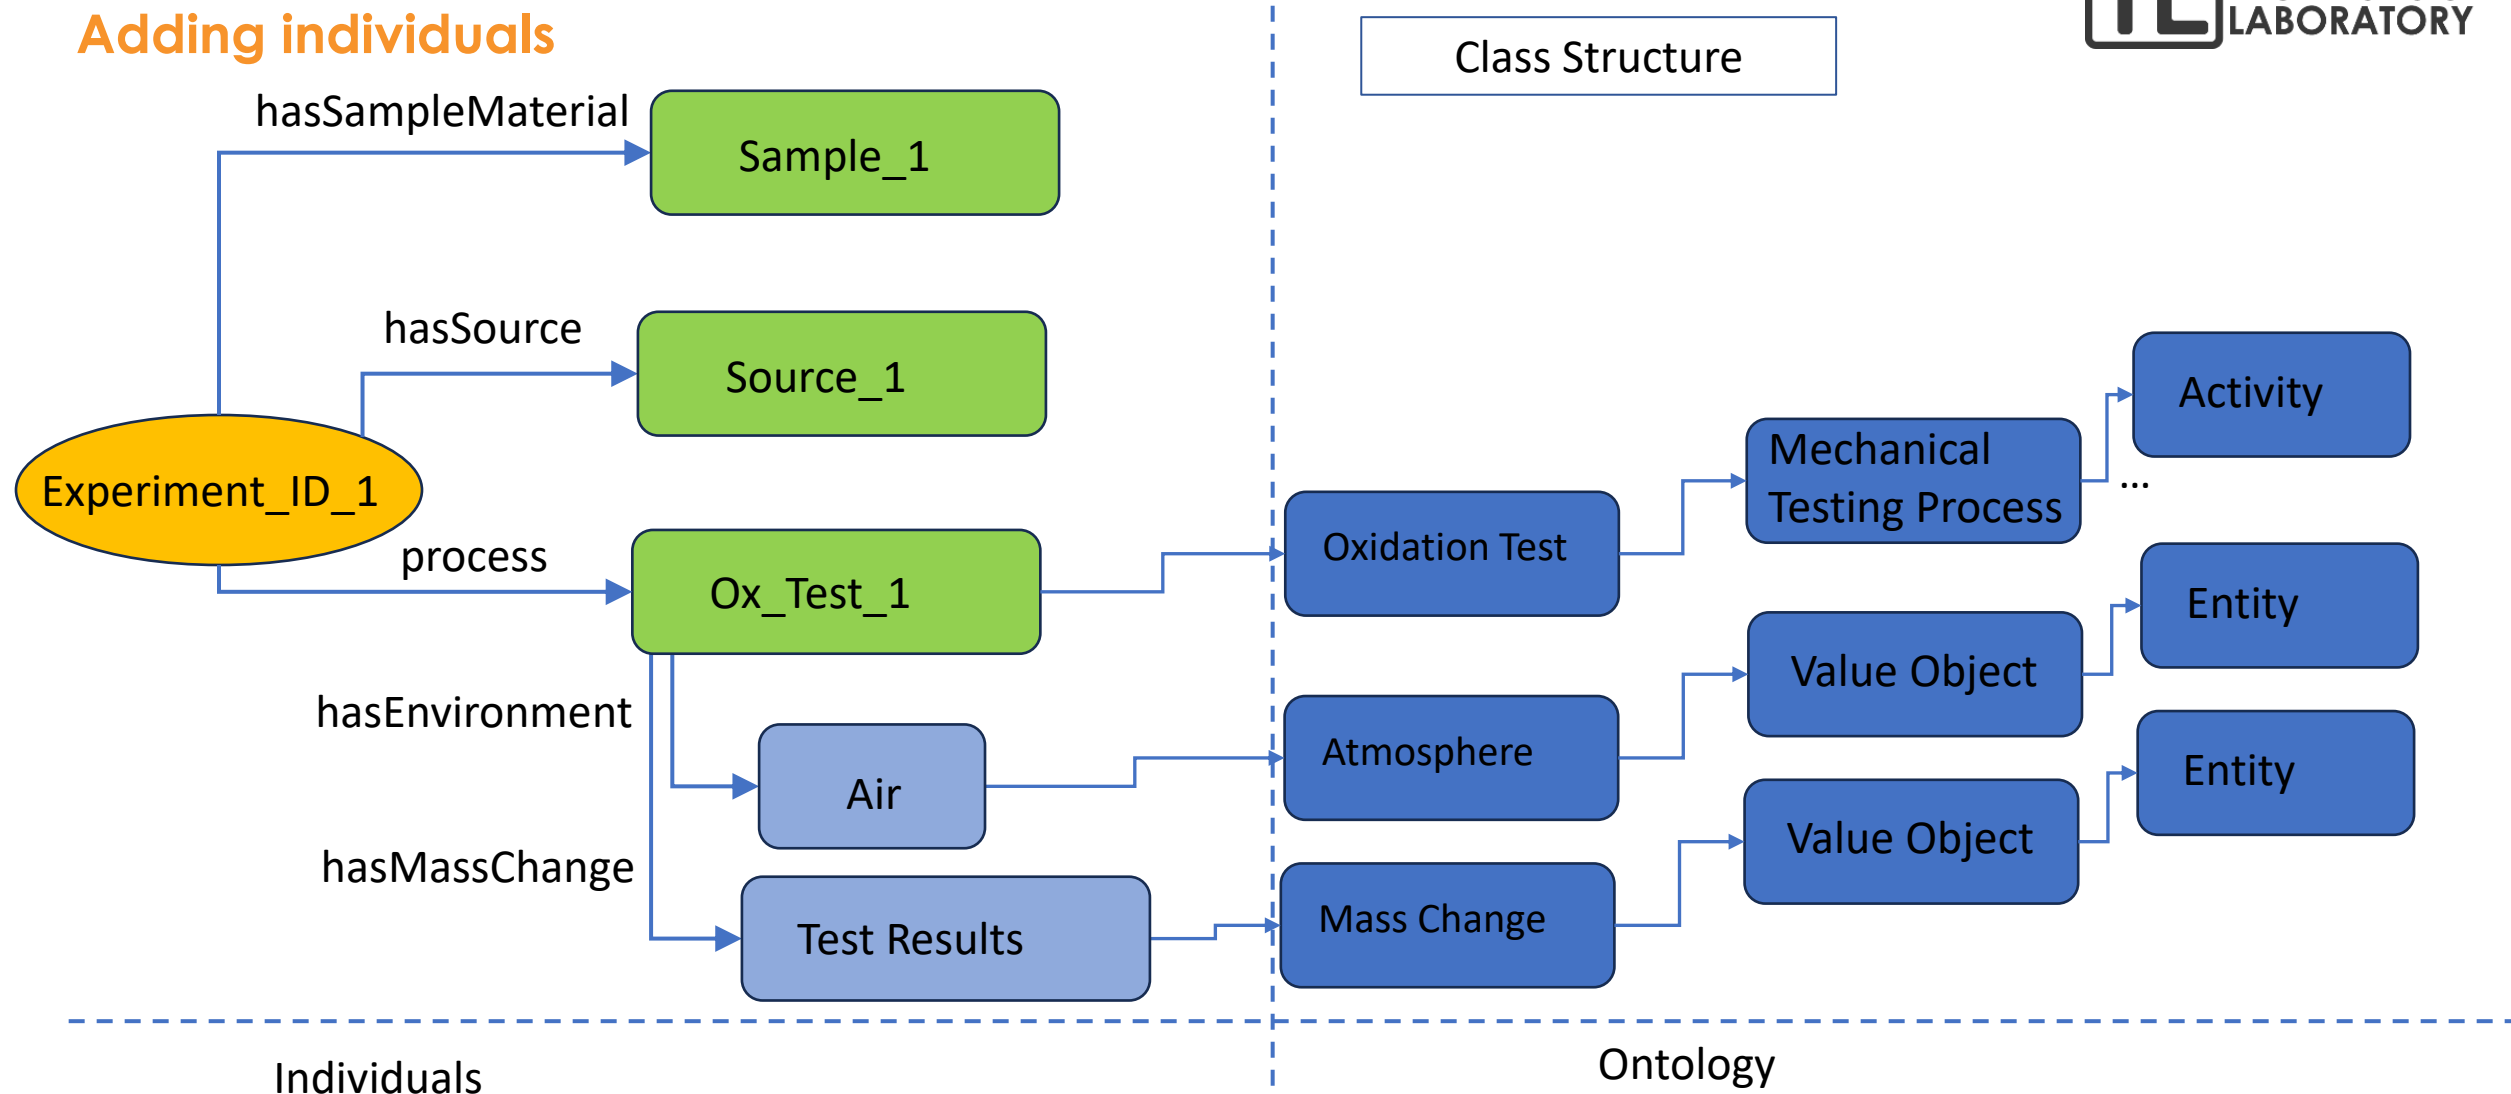 Adding individuals
LABORATORY
Class Structure
hasSampleMaterial
Sample_1
hasSource
Source_1
Activity
Mechanical
Testing Process
...
Experiment_ID_1
process
Ox_Test_1
Oxidation Test
Entity
Value Object
hasEnvironment
Air
Atmosphere
Entity
Value Object
hasMassChange
Test Results
Mass Change
Individuals
Ontology